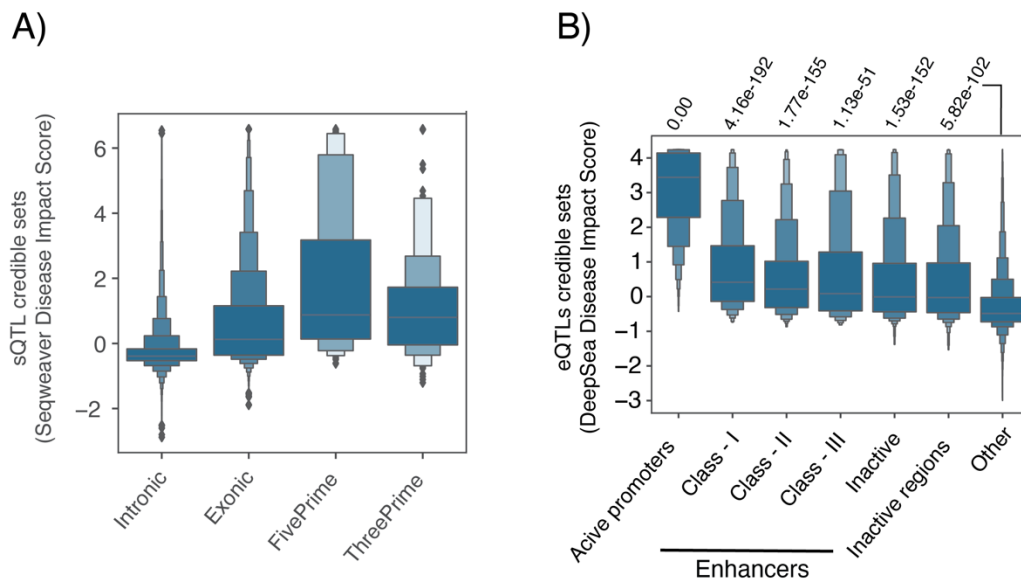 A)
sQTL credible sets
(Seqweaver Disease Impact Score)
6
4
2
0
−2
Intronic
Exonic
FivePrime
ThreePrime
B)
0.00
4.16e-192
1.77e-155
1.13e-51
1.53e-152
5.82e-102
eQTLs credible sets
(DeepSea Disease Impact Score)
4
3
2
1
0
−1
−2
−3
Acive promoters
Class - I
Class - II
Class - III
Inactive
Inactive regions
Other
Enhancers